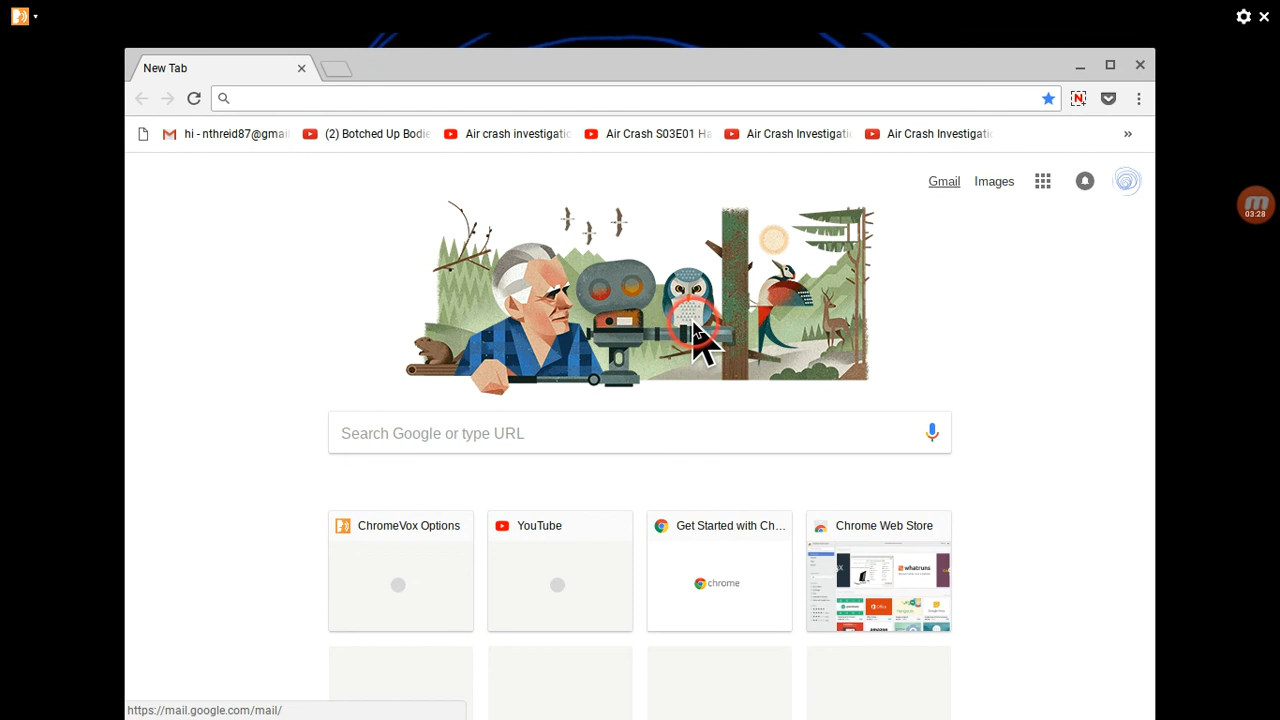 New Tab
hi - nthreid87@gmai
(2) Botched Up Bodie
Air crash investigatio
Air Crash S03E01 Ha
Air Crash Investigati
Air Crash Investigatio
»
Gmail
Images
03:28
Search Google or type URL
ChromeVox Options
YouTube
Get Started with Ch...
Chrome Web Store
chrome
whatruns
https://mail.google.com/mail/